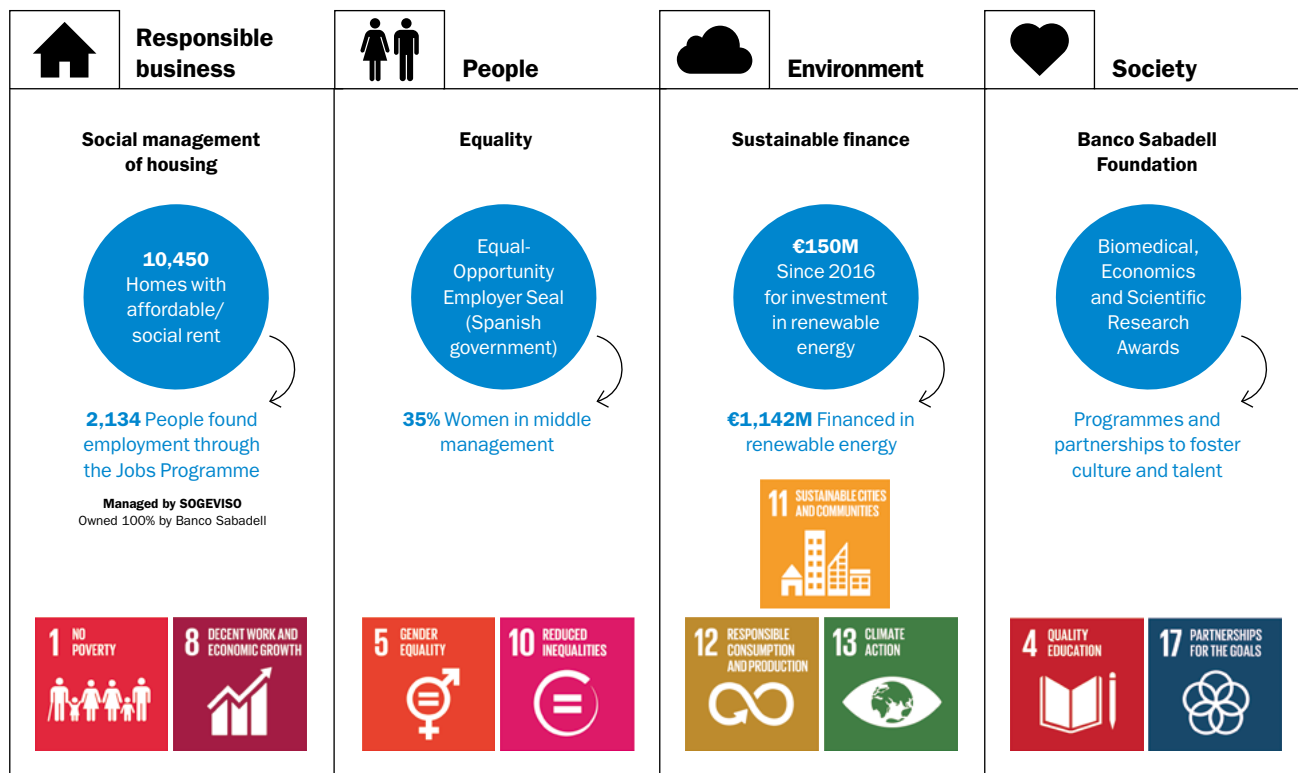 Responsible
business
Social management
of housing
10,450
Homes with
affordable/
social rent
2,134 People found
employment through
the Jobs Programme
Managed by SOGEVISO
Owned 100% by Banco Sabadell
1 NO
POVERTY
8 DECENT WORK AND
ECONOMIC GROWTH
People
Equality
Equal-
Opportunity
Employer Seal
(Spanish
government)
35% Women in middle
management
5 GENDER
EQUALITY
10 REDUCED
INEQUALITIES
Environment
Sustainable finance
€150M
Since 2016
for investment
in renewable
energy
€1,142M Financed in
renewable energy
11 SUSTAINABLE CITIES
AND COMMUNITIES
12 RESPONSIBLE
CONSUMPTION
AND PRODUCTION
13 CLIMATE
ACTION
Society
Banco Sabadell
Foundation
Biomedical,
Economics
and Scientific
Research
Awards
Programmes and
partnerships to foster
culture and talent
4 QUALITY
EDUCATION
17 PARTNERSHIPS
FOR THE GOALS